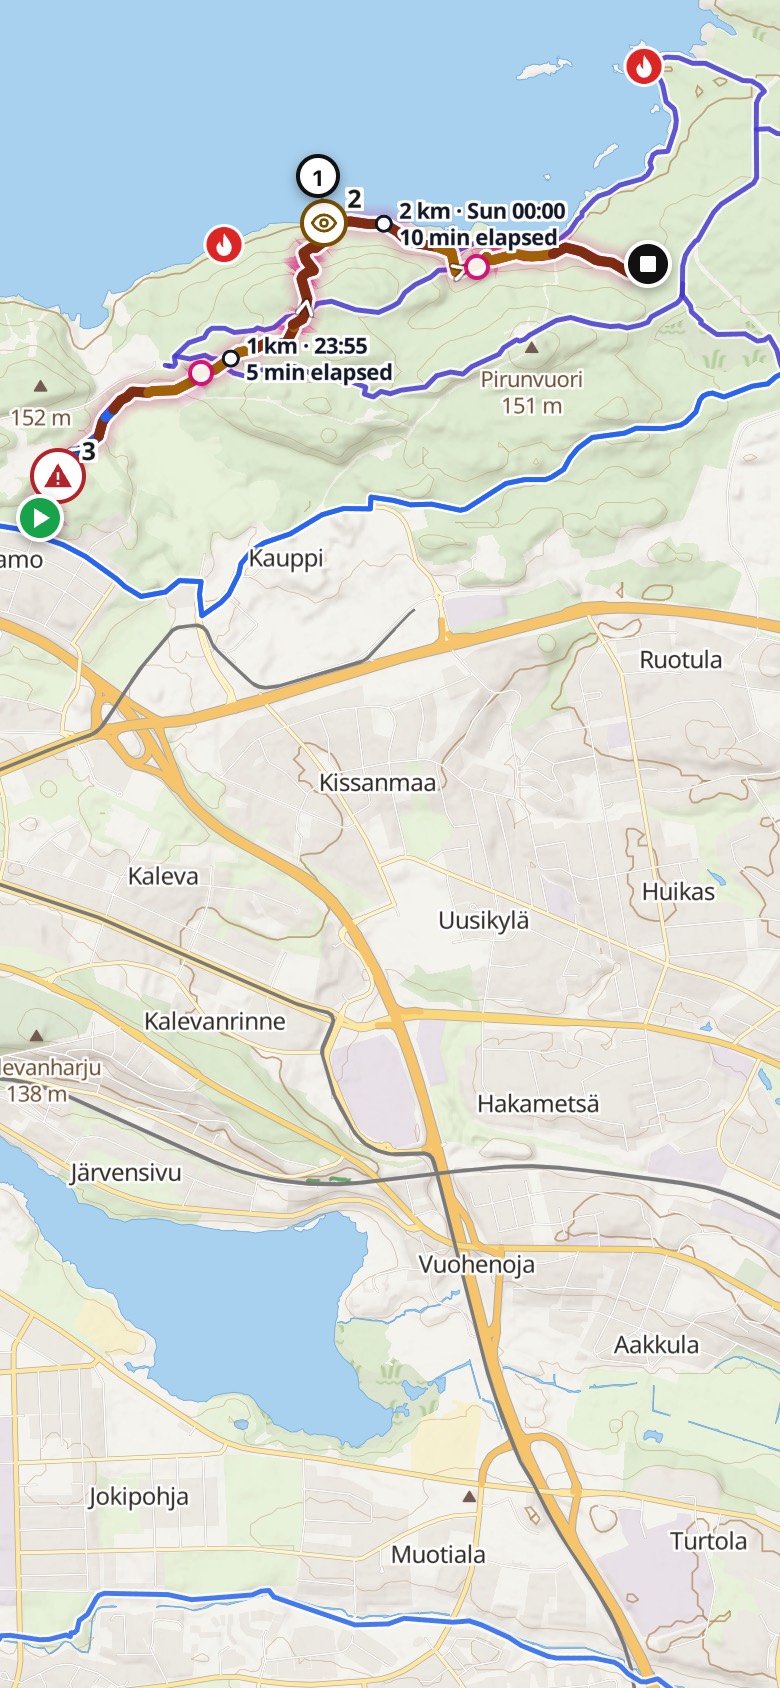 1
2
2 km · Sun 00:00
10 min elapsed
1 km · 23:55
5 min elapsed
Pirunvuori
151 m
152 m
3
amo
Kauppi
Ruotula
Kissanmaa
Kaleva
Huikas
Uusikylä
Kalevanrinne
levanharju
138 m
Hakametsä
Järvensivu
Vuohenoja
Aakkula
Jokipohja
Muotiala
Turtola